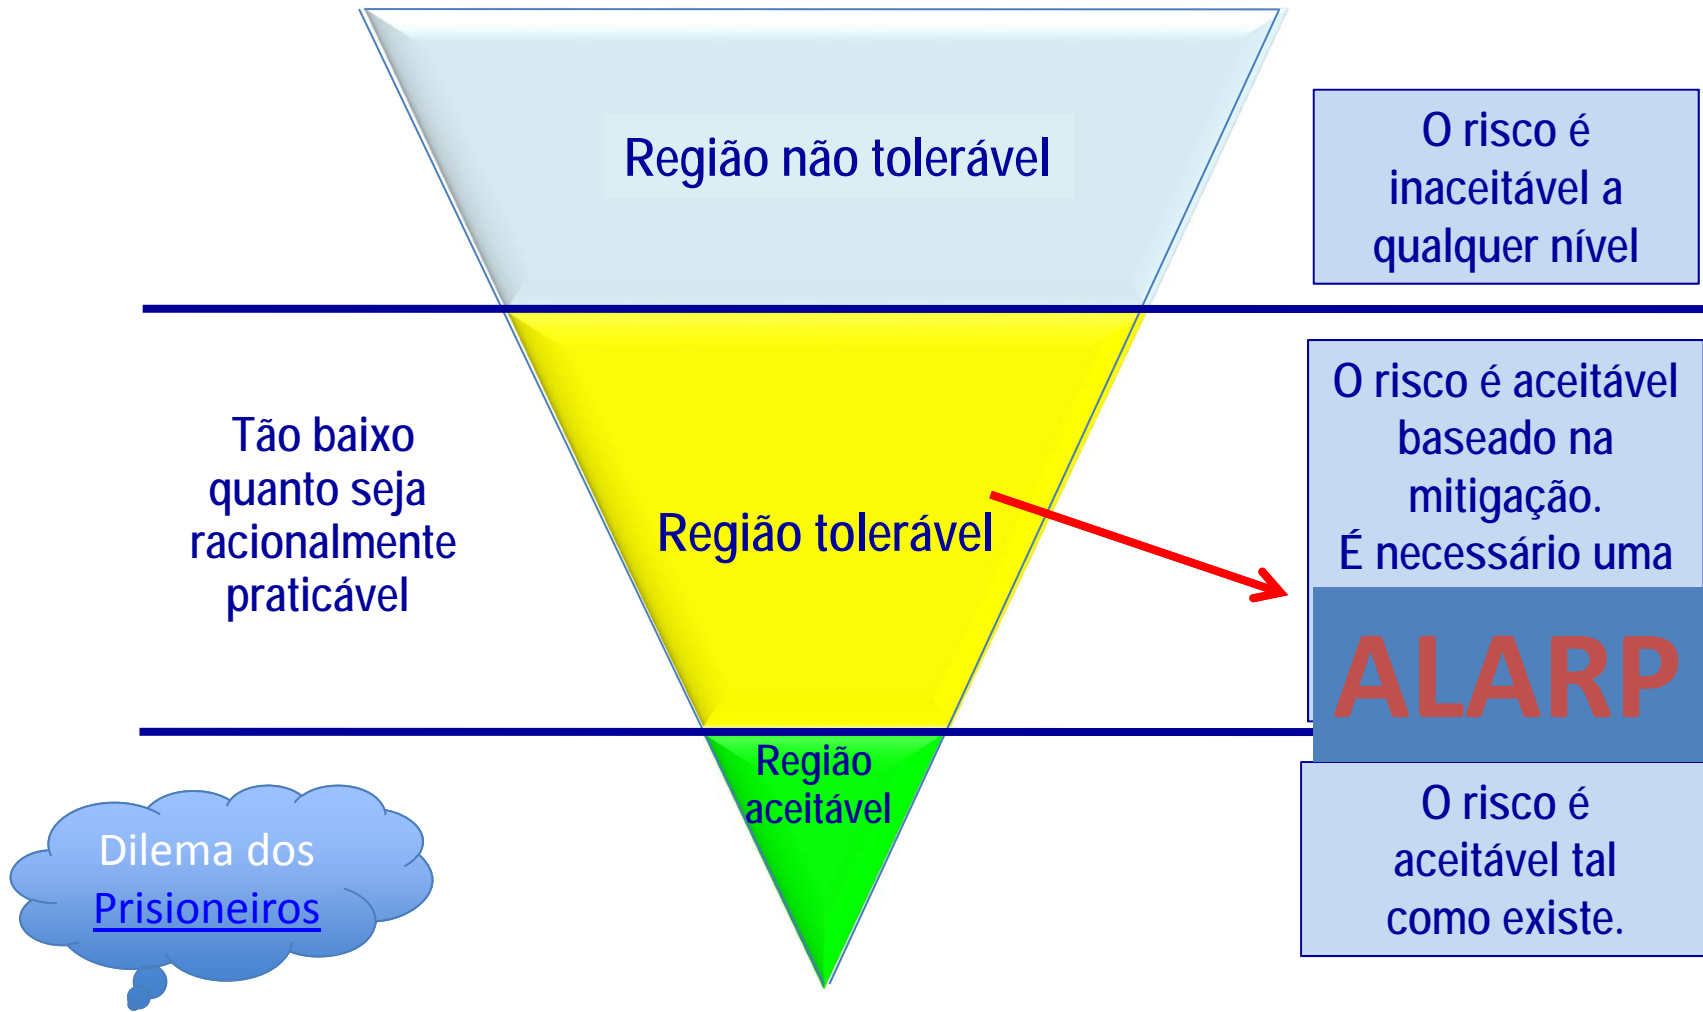 Região não tolerável
O risco é
inaceitável a
qualquer nível
Tão baixo
quanto seja
racionalmente
praticável
Região tolerável
O risco é aceitável
baseado na
mitigação.
É necessário uma
ALARP
Região
aceitável
O risco é
aceitável tal
como existe.
Dilema dos
Prisioneiros